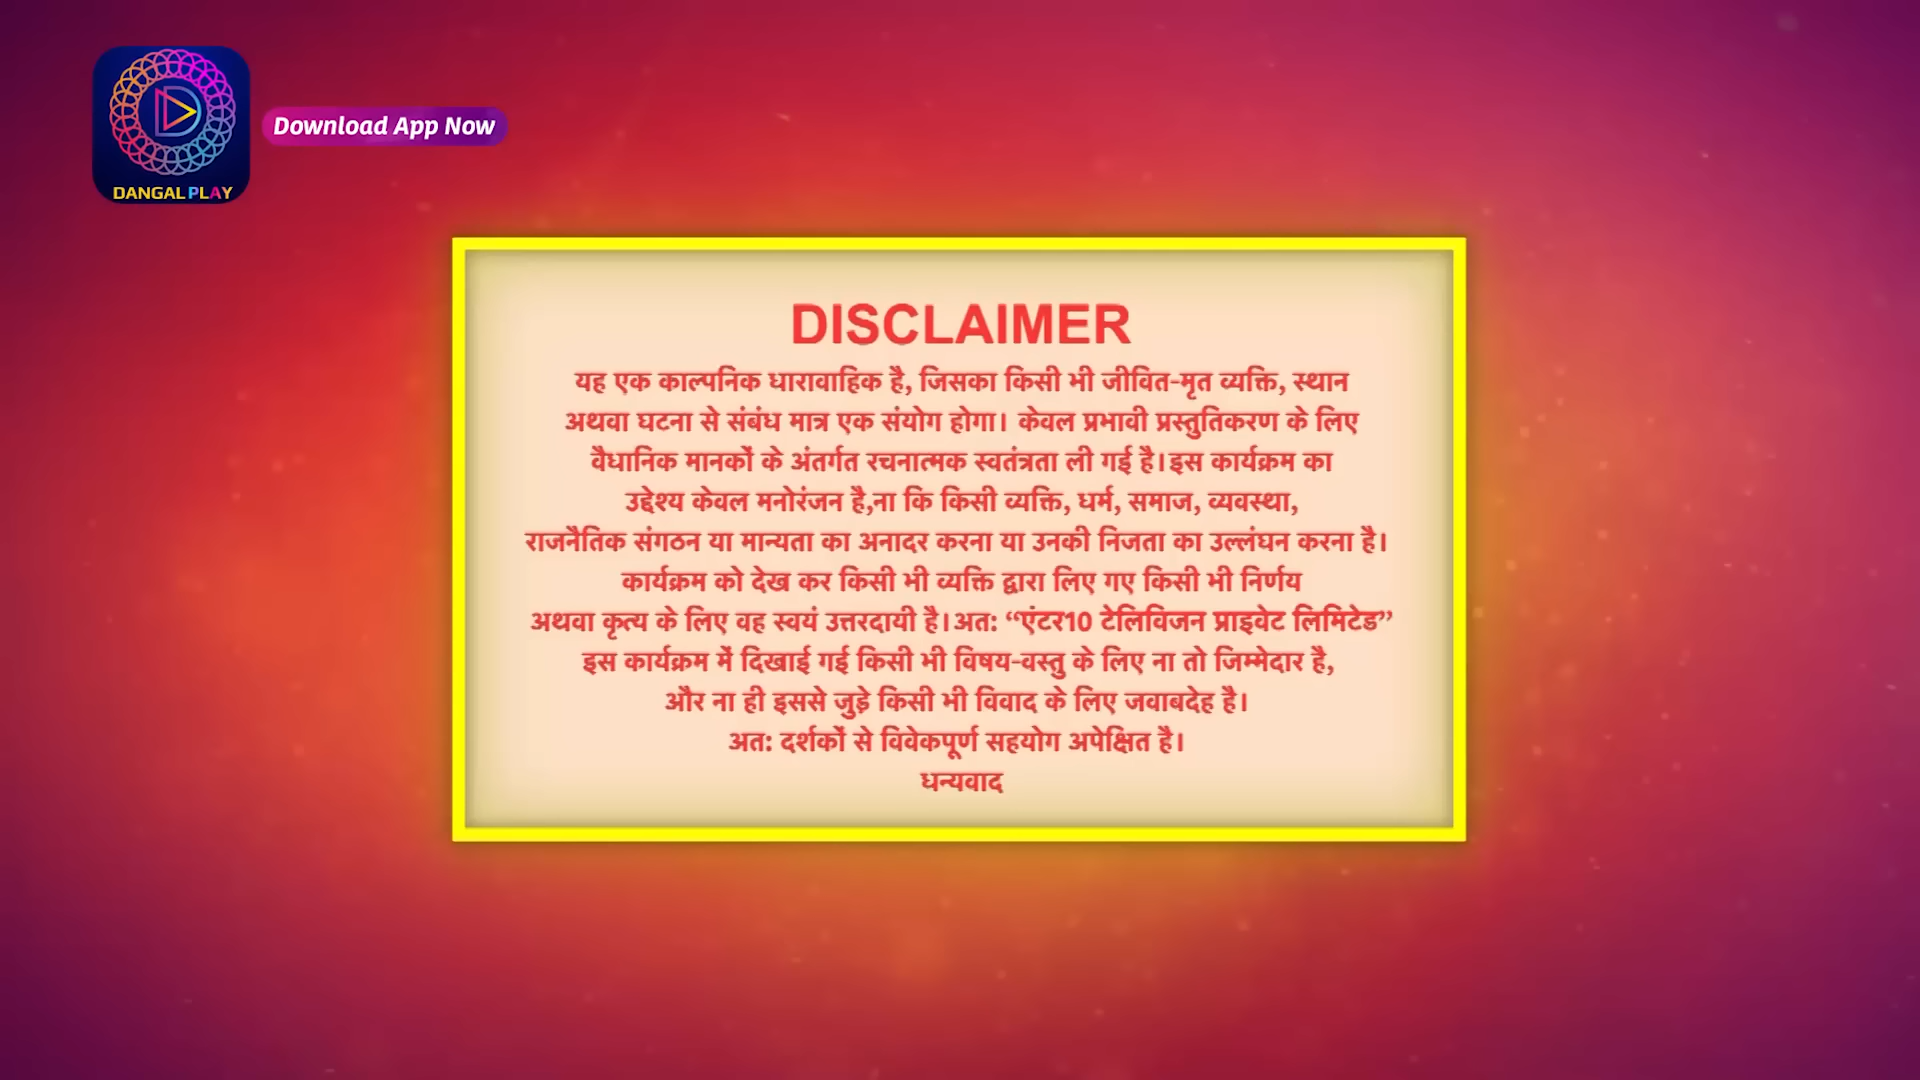 DANGAL PLAY
Download App Now
DISCLAIMER
यह एक काल्पनिक धारावाहिक है, जिसका किसी भी जीवित-मृत व्यक्ति, स्थान
अथवा घटना से संबंध मात्र एक संयोग होगा। केवल प्रभावी प्रस्तुतिकरण के लिए
वैधानिक मानकों के अंतर्गत रचनात्मक स्वतंत्रता ली गई है।इस कार्यक्रम का
उद्देश्य केवल मनोरंजन है,ना कि किसी व्यक्ति, धर्म, समाज, व्यवस्था,
राजनैतिक संगठन या मान्यता का अनादर करना या उनकी निजता का उल्लंघन करना है।
कार्यक्रम को देख कर किसी भी व्यक्ति द्वारा लिए गए किसी भी निर्णय
अथवा कृत्य के लिए वह स्वयं उत्तरदायी है।अतः “एंटर10 टेलिविजन प्राइवेट लिमिटेड”
इस कार्यक्रम में दिखाई गई किसी भी विषय-वस्तु के लिए ना तो जिम्मेदार है,
और ना ही इससे जुड़े किसी भी विवाद के लिए जवाबदेह है।
अतः दर्शकों से विवेकपूर्ण सहयोग अपेक्षित है।
धन्यवाद